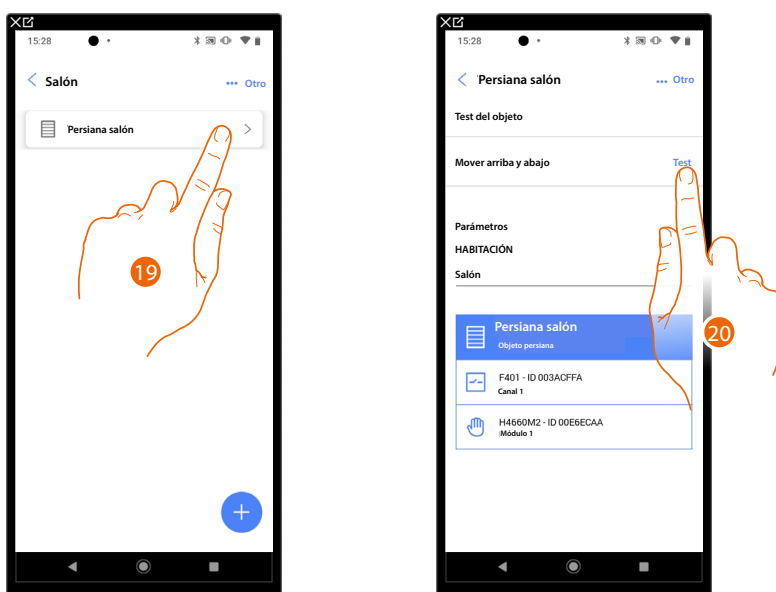 15:28
Salón
••• Otro
Persiana salón
19
15:28
Persiana salón
••• Otro
Test del objeto
Mover arriba y abajo
Test
Parámetros
HABITACIÓN
Salón
Persiana salón
Objeto persiana
20
F401 - ID 003ACFFA
Canal 1
H4660M2 - ID 00E6ECAA
Módulo 1